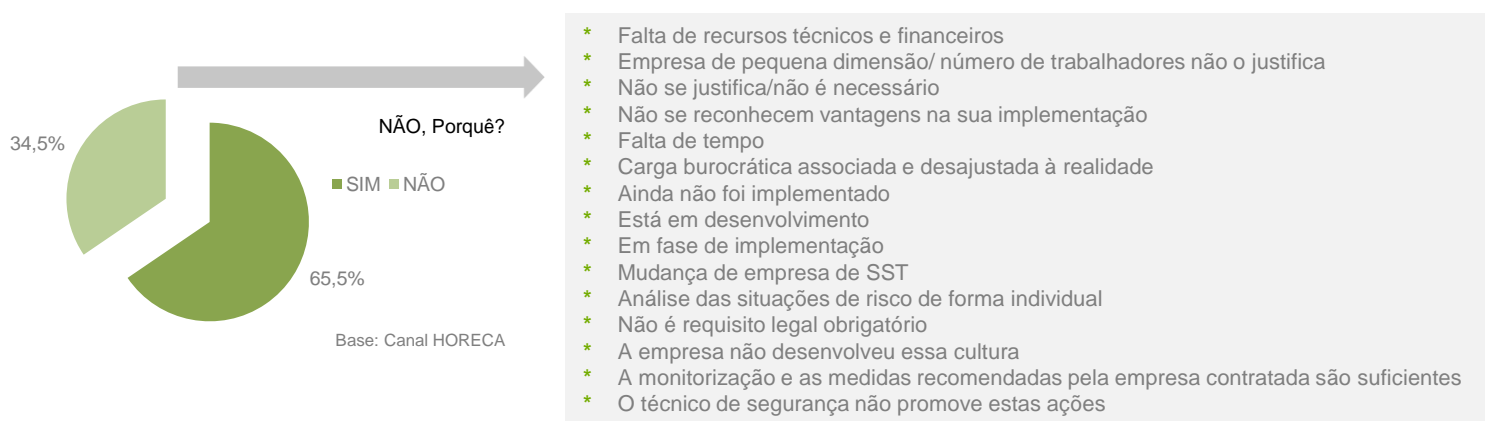 34,5%
65,5%
NÃO, Porquê?
SIM NÃO
Base: Canal HORECA
* Falta de recursos técnicos e financeiros
* Empresa de pequena dimensão/ número de trabalhadores não o justifica
* Não se justifica/não é necessário
* Não se reconhecem vantagens na sua implementação
* Falta de tempo
* Carga burocrática associada e desajustada à realidade
* Ainda não foi implementado
* Está em desenvolvimento
* Em fase de implementação
* Mudança de empresa de SST
* Análise das situações de risco de forma individual
* Não é requisito legal obrigatório
* A empresa não desenvolveu essa cultura
* A monitorização e as medidas recomendadas pela empresa contratada são suficientes
* O técnico de segurança não promove estas ações